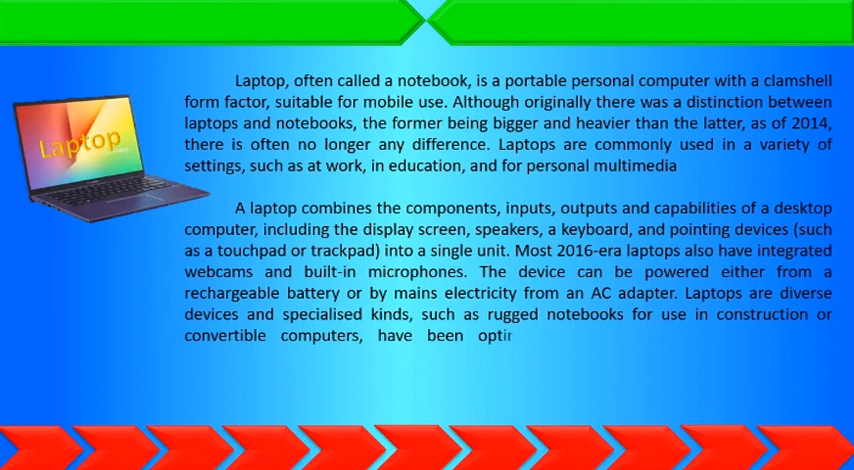 Laptop
Laptop, often called a notebook, is a portable personal computer with a clamshell
form factor, suitable for mobile use. Although originally there was a distinction between
laptops and notebooks, the former being bigger and heavier than the latter, as of 2014,
there is often no longer any difference. Laptops are commonly used in a variety of
settings, such as at work, in education, and for personal multimedia
A laptop combines the components, inputs, outputs and capabilities of a desktop
computer, including the display screen, speakers, a keyboard, and pointing devices (such
as a touchpad or trackpad) into a single unit. Most 2016-era laptops also have integrated
webcams and built-in microphones. The device can be powered either from a
rechargeable battery or by mains electricity from an AC adapter. Laptops are diverse
devices and specialised kinds, such as rugged notebooks for use in construction or
convertible computers, have been